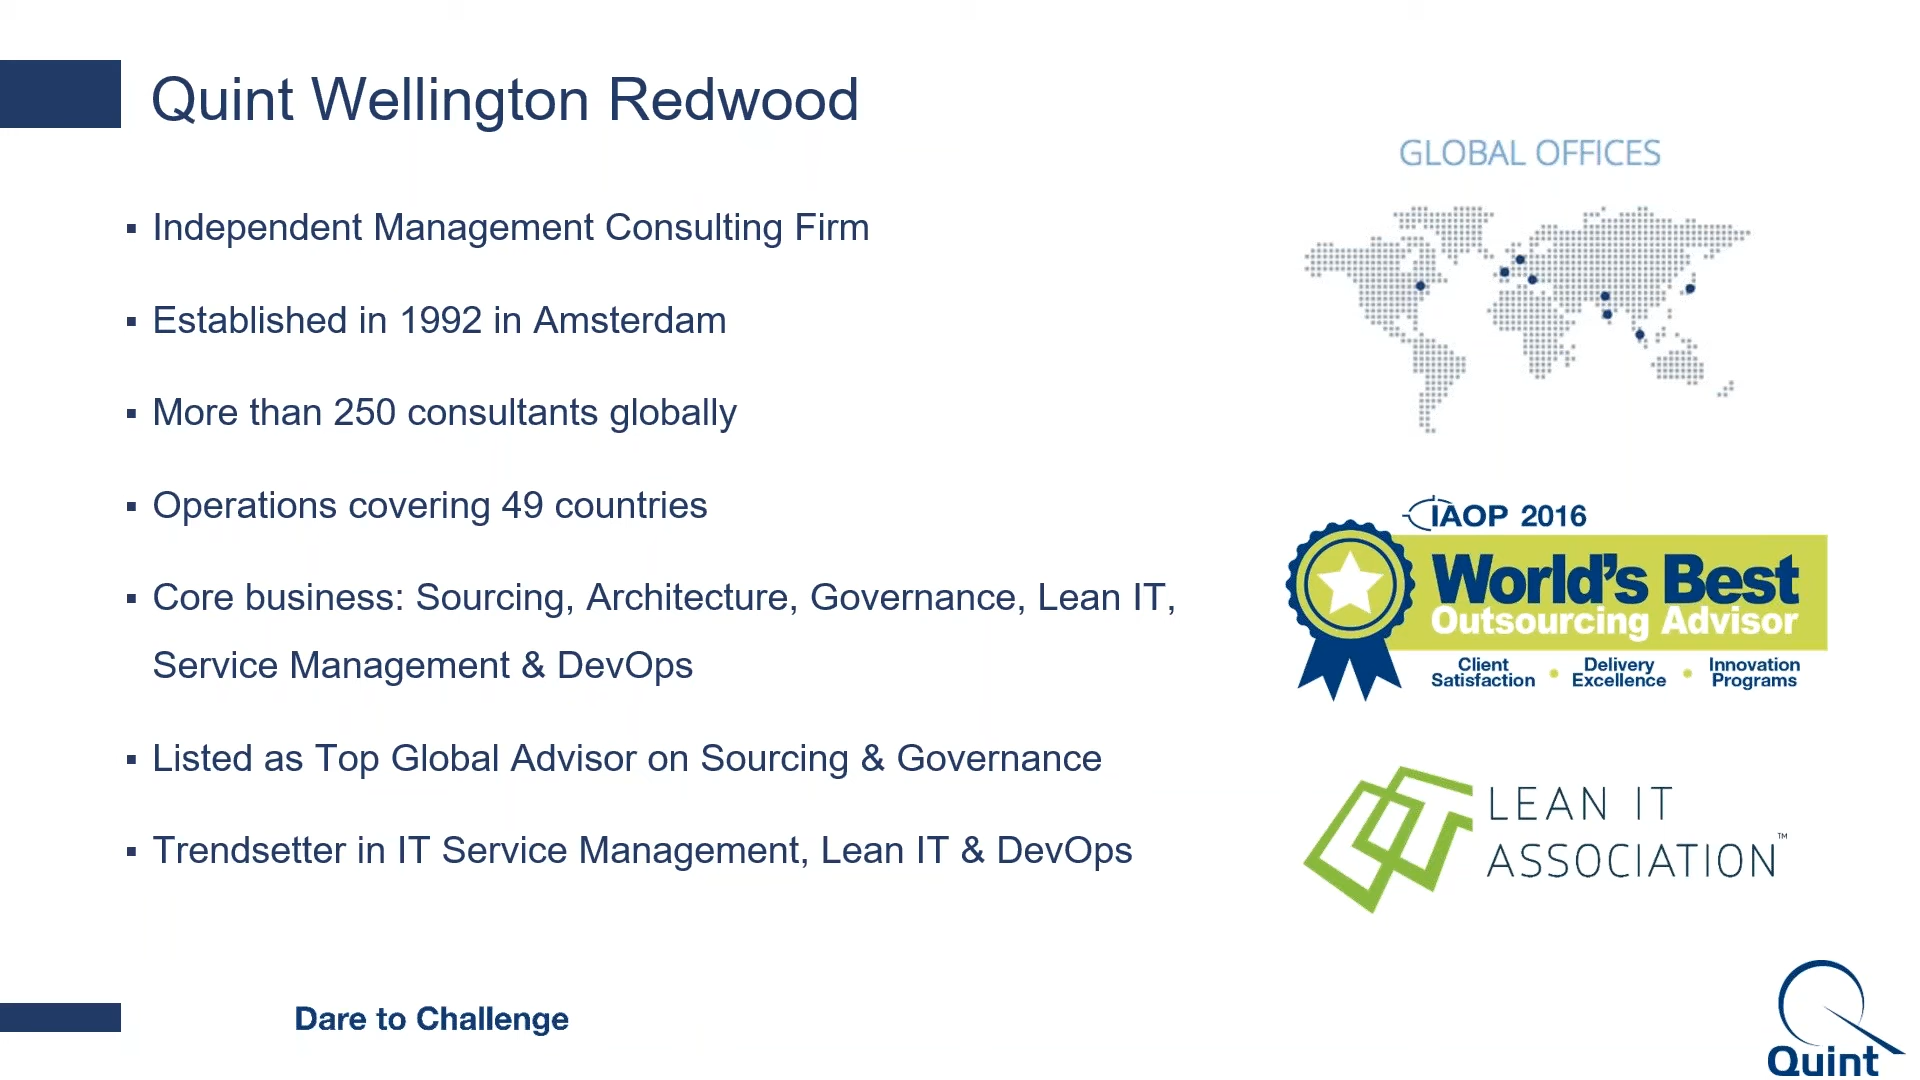 Quint Wellington Redwood
▪ Independent Management Consulting Firm
▪ Established in 1992 in Amsterdam
▪ More than 250 consultants globally
▪ Operations covering 49 countries
▪ Core business: Sourcing, Architecture, Governance, Lean IT,
Service Management & DevOps
▪ Listed as Top Global Advisor on Sourcing & Governance
▪ Trendsetter in IT Service Management, Lean IT & DevOps
GLOBAL OFFICES
IAOP 2016
World's Best
Outsourcing Advisor
Client Satisfaction • Delivery Excellence • Innovation Programs
LEAN IT
ASSOCIATION™
Dare to Challenge
Quint